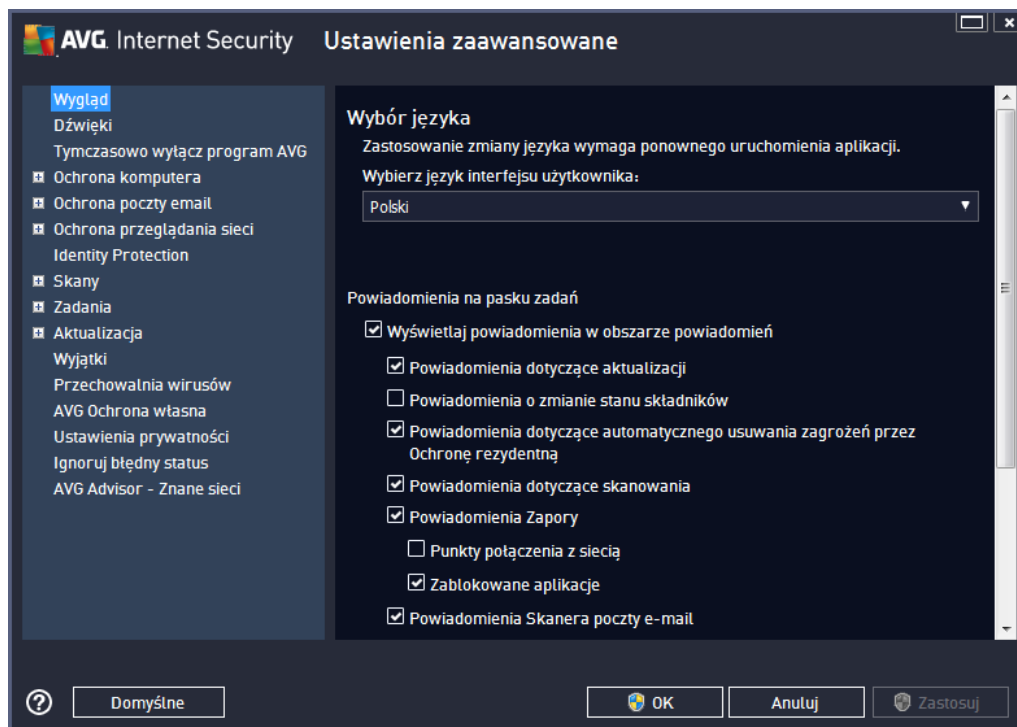 AVG. Internet Security Ustawienia zaawansowane
Wygląd
Dźwięki
Tymczasowo wyłącz program AVG
Ochrona komputera
Ochrona poczty email
Ochrona przeglądania sieci
Identity Protection
Skany
Zadania
Aktualizacja
Wyjątki
Przechowalnia wirusów
AVG Ochrona własna
Ustawienia prywatności
Ignoruj błędny status
AVG Advisor - Znane sieci
Wybór języka
Zastosowanie zmiany języka wymaga ponownego uruchomienia aplikacji.
Wybierz język interfejsu użytkownika:
Polski
Powiadomienia na pasku zadań
Wyświetlaj powiadomienia w obszarze powiadomień
Powiadomienia dotyczące aktualizacji
Powiadomienia o zmianie stanu składników
Powiadomienia dotyczące automatycznego usuwania zagrożeń przez
Ochronę rezydentną
Powiadomienia dotyczące skanowania
Powiadomienia Zapory
Punkty połączenia z siecią
Zablokowane aplikacje
Powiadomienia Skanera poczty e-mail
Domyślne
OK
Anuluj
Zastosuj